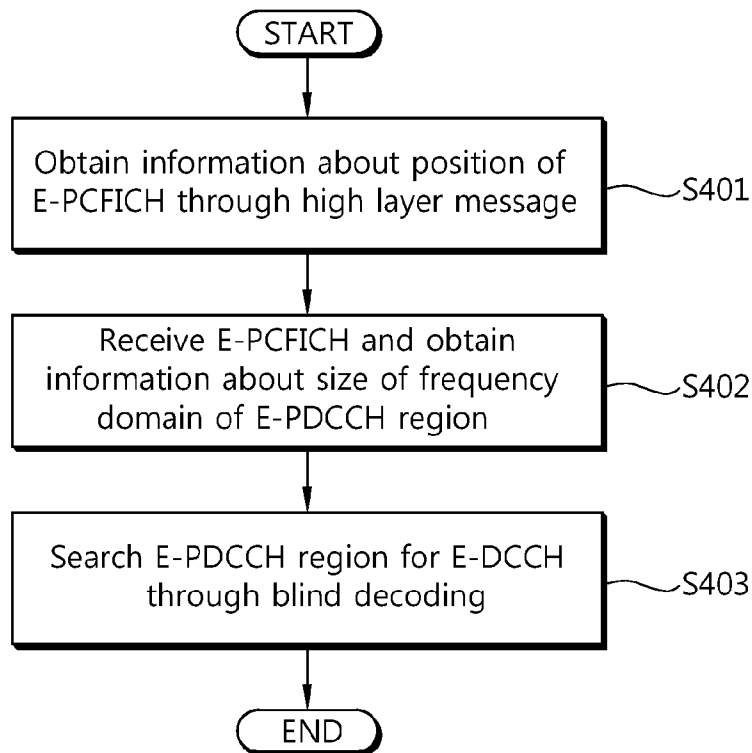 START
Obtain information about position of
E-PCFICH through high layer message
S401
Receive E-PCFICH and obtain
information about size of frequency
domain of E-PDCCH region
S402
Search E-PDCCH region for E-DCCH
through blind decoding
S403
END